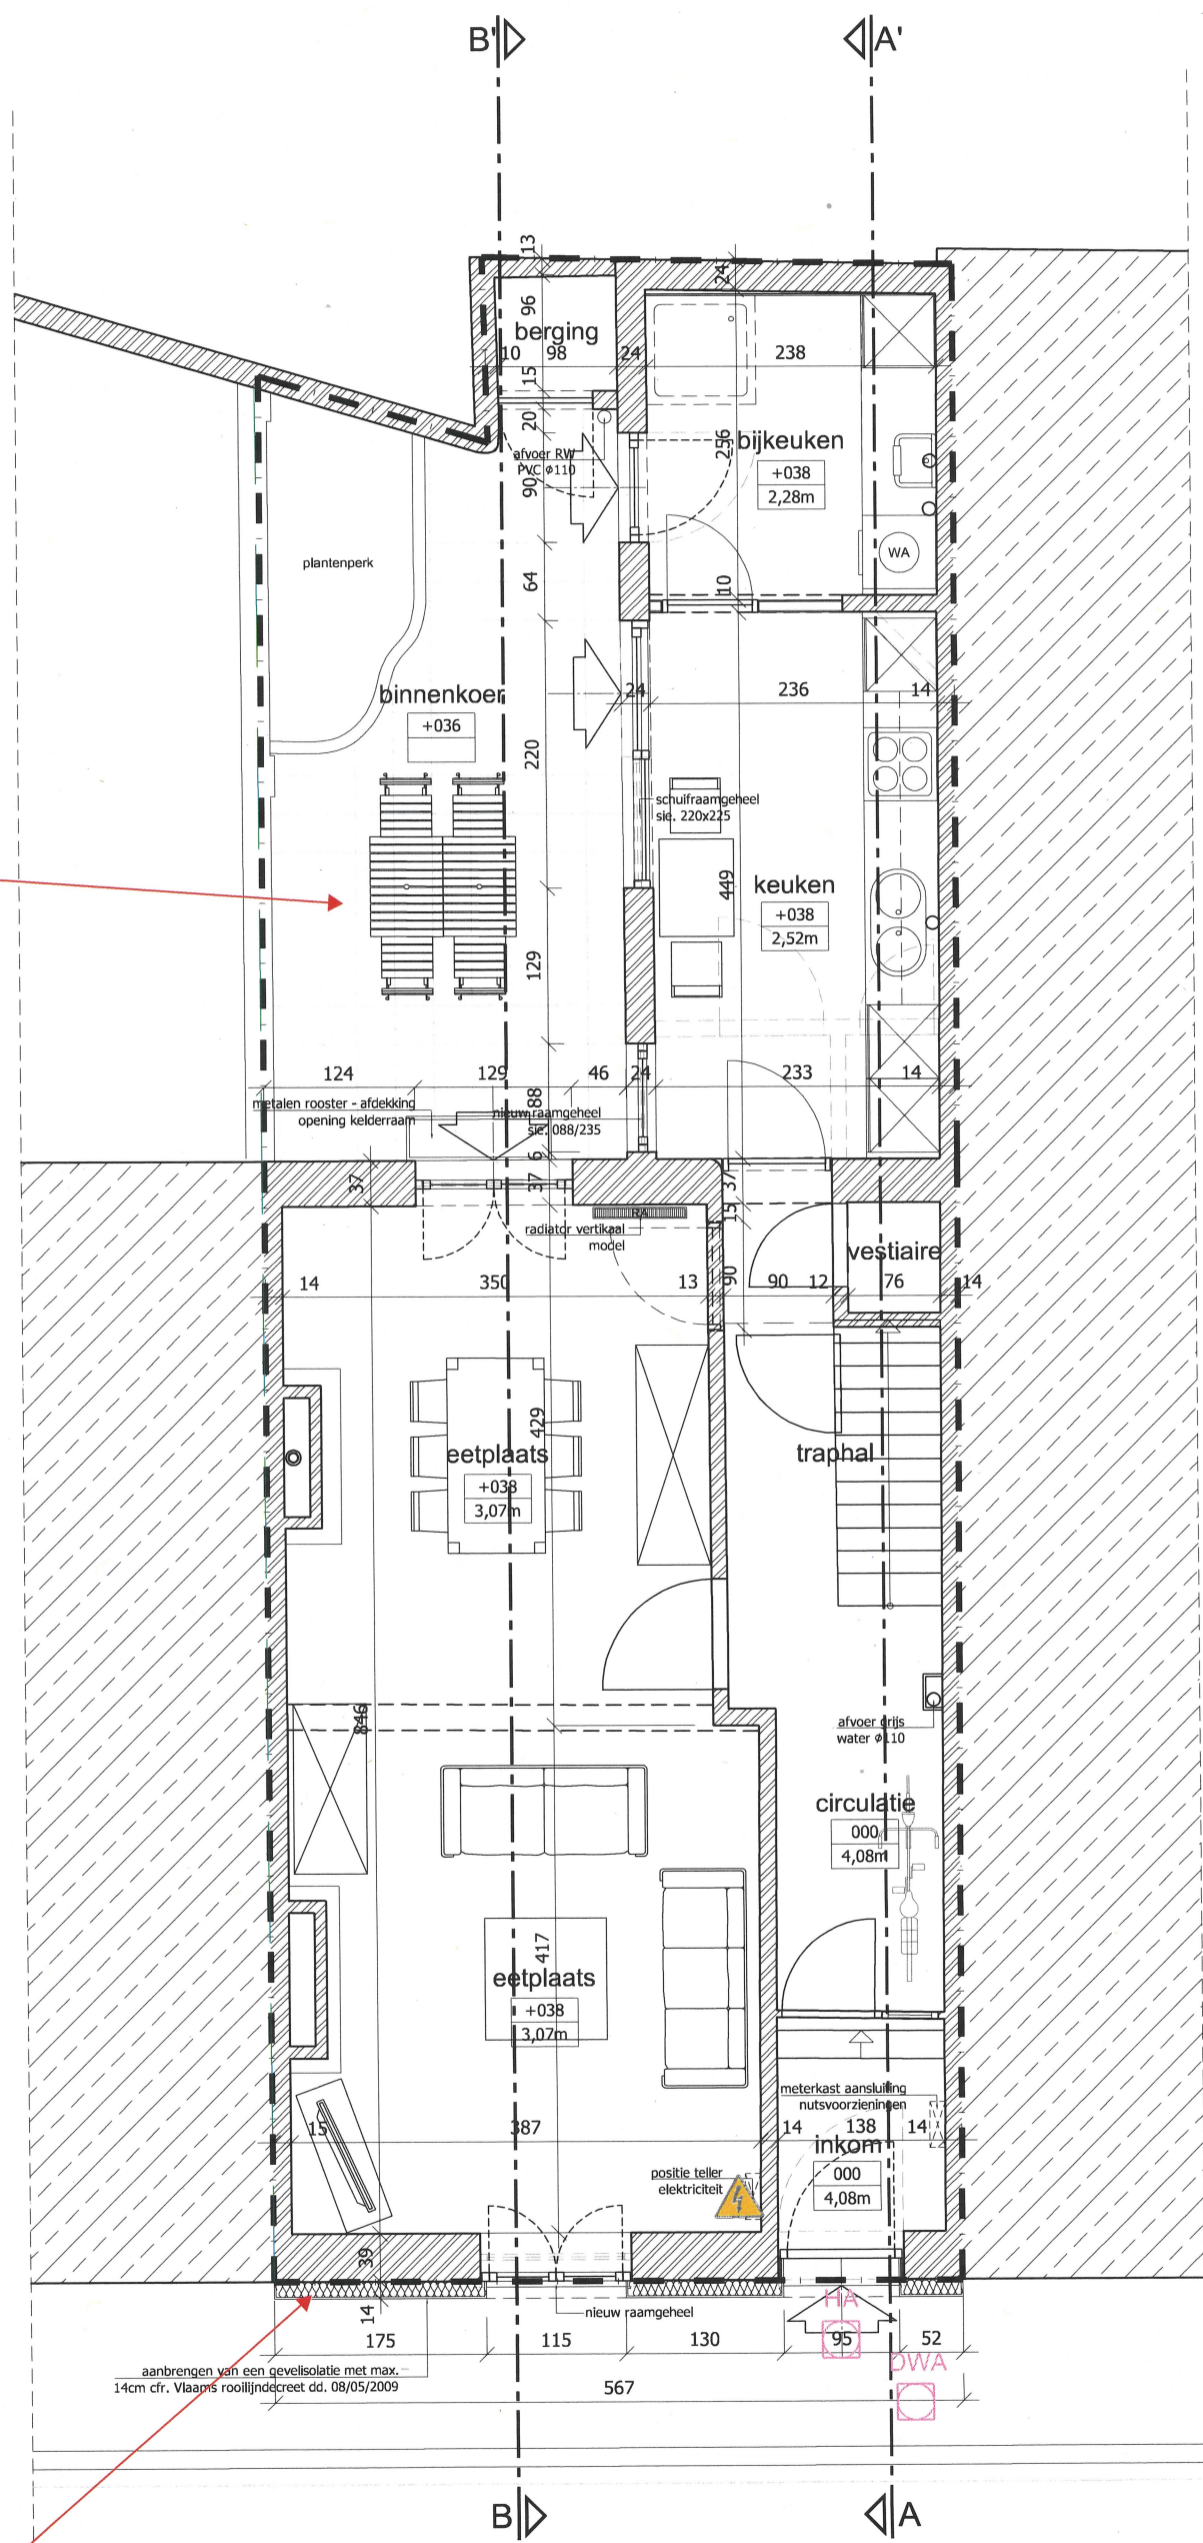 B'
A'
13
24
96
berging
10
98
24
238
15
20
afvoer RW
PVC ø110
90
256
bijkeuken
+038
2,28m
WA
plantenperk
64
10
binnenkoer
+036
24
236
14
220
schuifraamgeheel
sie. 220x225
449
keuken
+038
2,52m
129
124
129
46
24
233
14
88
metalen rooster - afdekking
opening kelderraam
nieuw raamgeheel
sie. 088/235
6
37
37
37
15
RA
radiator vertikaal
model
vestiaire
14
350
13
90
90
12
76
14
429
eetplaats
+038
3,07m
traphal
846
afvoer grijs
water ø110
circulatie
000
4,08m
417
eetplaats
+038
3,07m
meterkast aansluiting
nutsvoorzieningen
15
387
14
138
14
inkom
000
4,08m
positie teller
elektriciteit
39
14
nieuw raamgeheel
HA
175
115
130
95
52
DWA
aanbrengen van een gevelisolatie met max.
14cm cfr. Vlaams rooilijndecreet dd. 08/05/2009
567
B
A